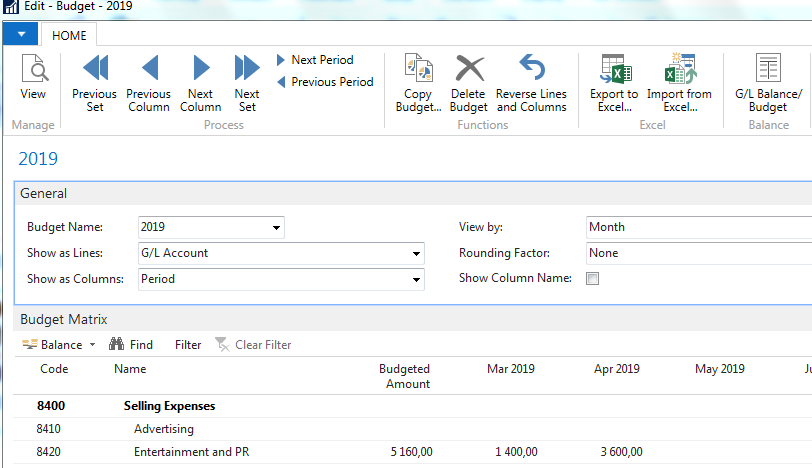 Edit - Budget - 2019
HOME
View
Previous Set
Previous Column
Next Column
Next Set
Next Period
Previous Period
Copy Budget...
Delete Budget
Reverse Lines and Columns
Export to Excel...
Import from Excel...
G/L Balance/ Budget
Manage
Process
Functions
Excel
Balance
2019
General
Budget Name: 2019 View by: Month
Show as Lines: G/L Account Rounding Factor: None
Show as Columns: Period Show Column Name:
Budget Matrix
Balance Find Filter Clear Filter
Code Name Budgeted Amount Mar 2019 Apr 2019 May 2019
8400 Selling Expenses
8410 Advertising
8420 Entertainment and PR 5 160,00 1 400,00 3 600,00